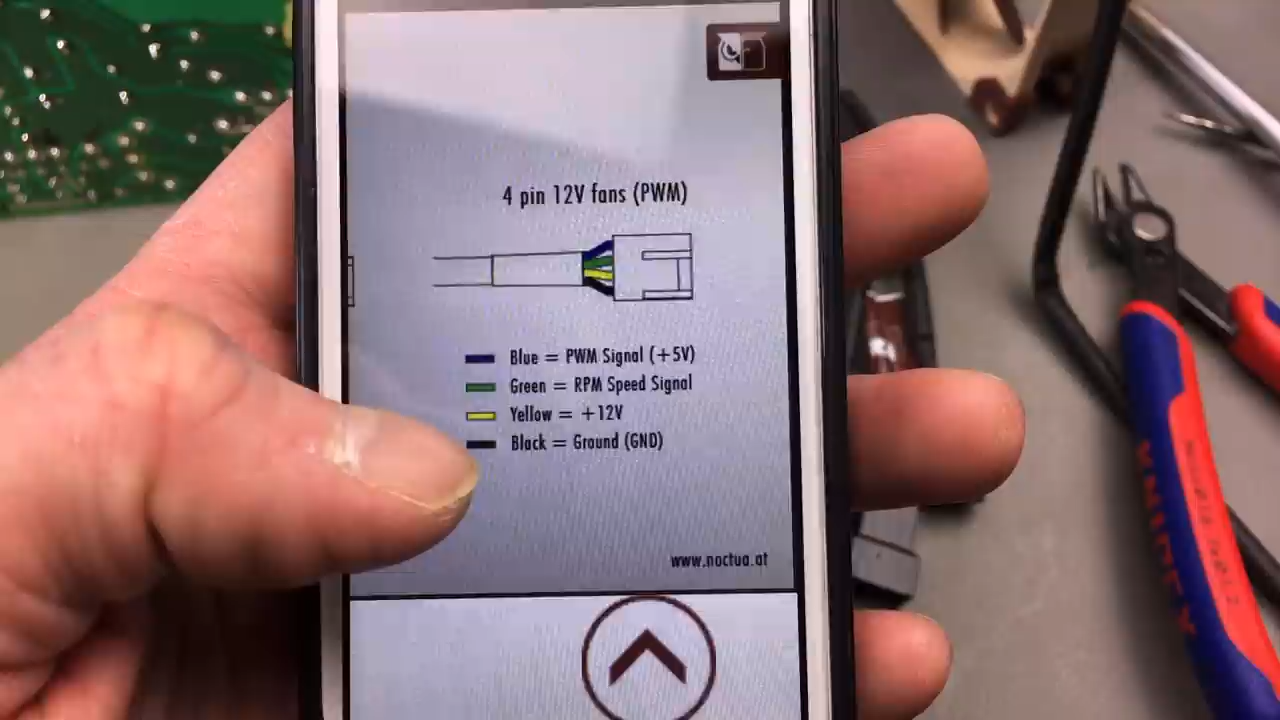 4 pin 12V fans (PWM)
Blue = PWM Signal (+5V)
Green = RPM Speed Signal
Yellow = +12V
Black = Ground (GND)
www.noctua.at
KNIPEX